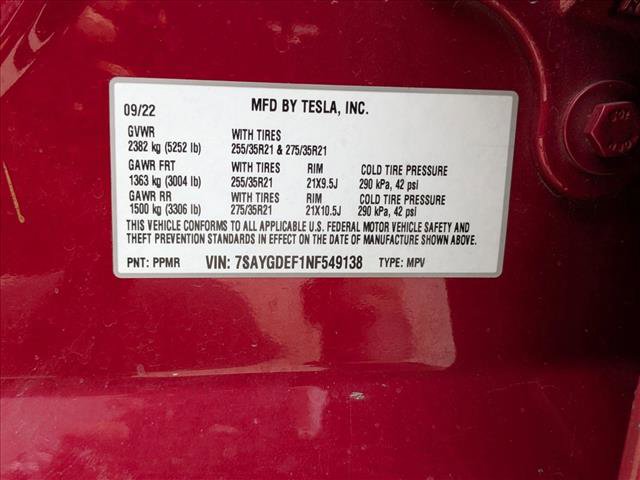 09/22 MFD BY TESLA, INC.
GVWR WITH TIRES
2382 kg (5252 lb) 255/35R21 & 275/35R21
GAWR FRT WITH TIRES RIM COLD TIRE PRESSURE
1363 kg (3004 lb) 255/35R21 21X9.5J 290 kPa, 42 psi
GAWR RR WITH TIRES RIM COLD TIRE PRESSURE
1500 kg (3306 lb) 275/35R21 21X10.5J 290 kPa, 42 psi
THIS VEHICLE CONFORMS TO ALL APPLICABLE U.S. FEDERAL MOTOR VEHICLE SAFETY AND
THEFT PREVENTION STANDARDS IN EFFECT ON THE DATE OF MANUFACTURE SHOWN ABOVE.
PNT: PPMR VIN: 7SAYGDEF1NF549138 TYPE: MPV